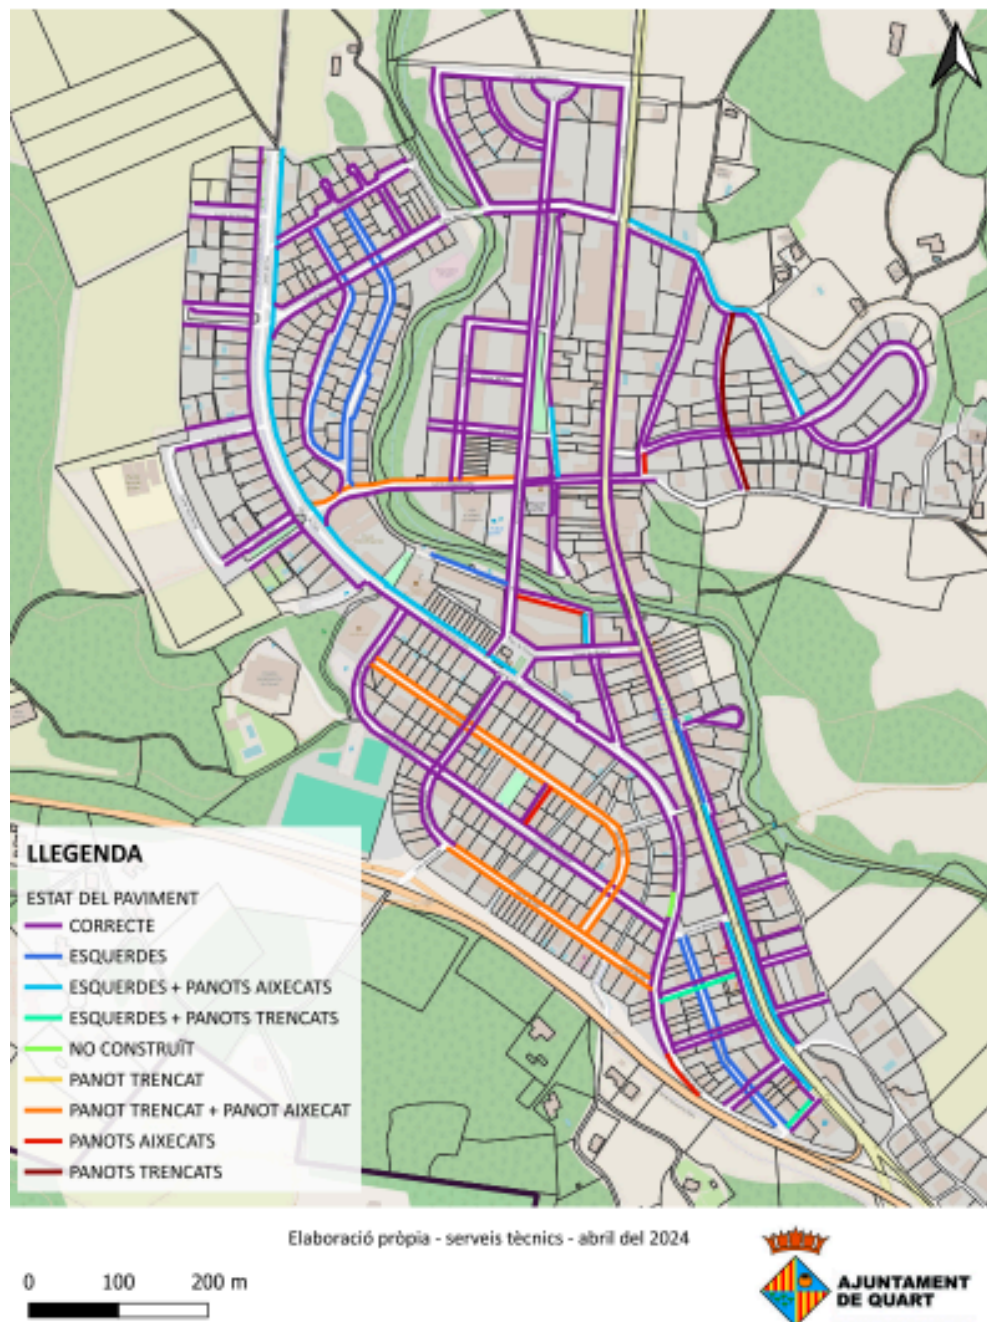 LLEGENDA
ESTAT DEL PAVIMENT
CORRECTE
ESQUERDES
ESQUERDES + PANOTS AIXECATS
ESQUERDES + PANOTS TRENCATS
NO CONSTRUÏT
PANOT TRENCAT
PANOT TRENCAT + PANOT AIXECAT
PANOTS AIXECATS
PANOTS TRENCATS
Elaboració pròpia - serveis tècnics - abril del 2024
0 100 200 m
AJUNTAMENT
DE QUART